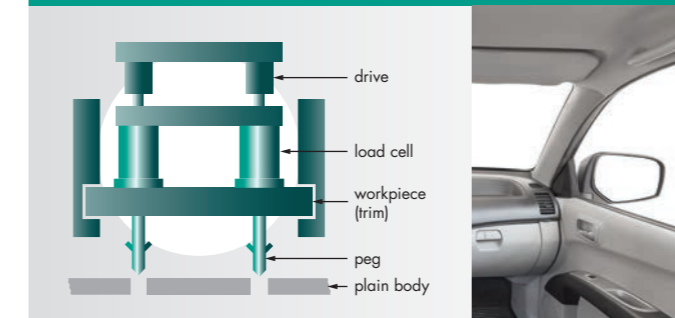 drive
load cell
workpiece
(trim)
peg
plain body